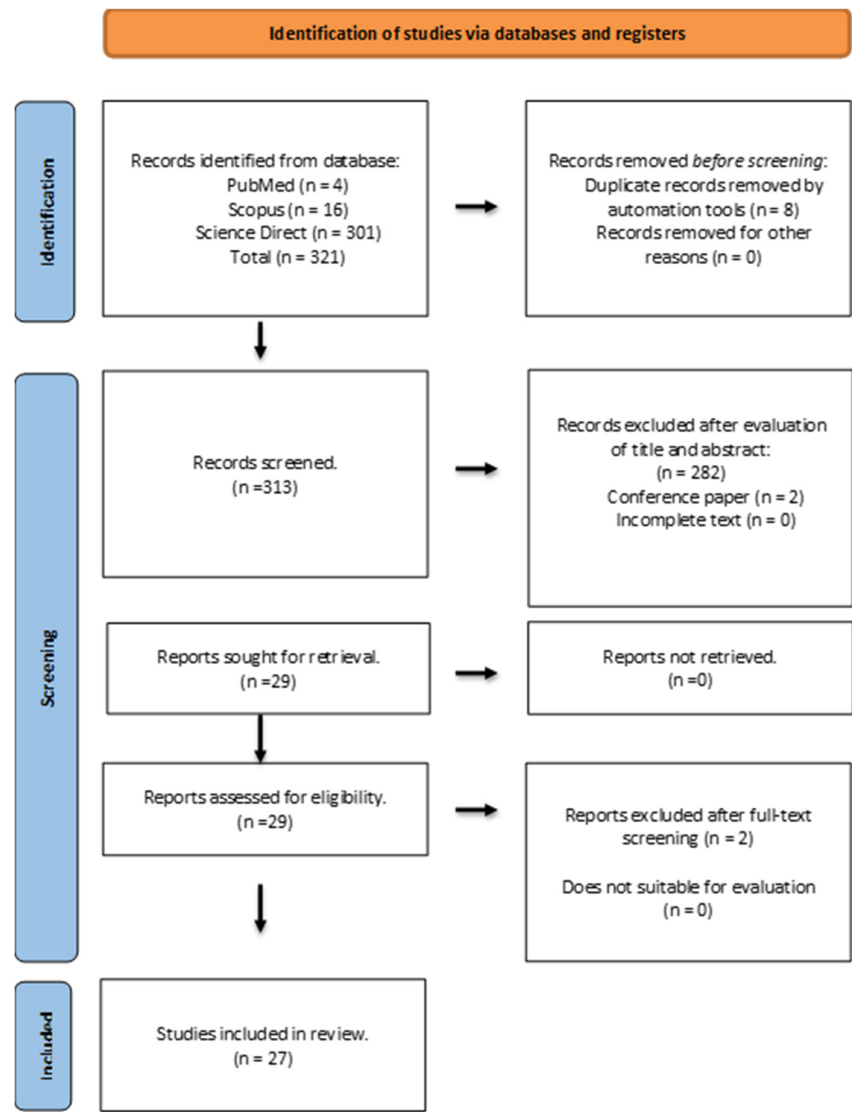 Identification of studies via databases and registers
Identification
Records identified from database:
PubMed (n = 4)
Scopus (n = 16)
Science Direct (n = 301)
Total (n = 321)
Records removed before screening:
Duplicate records removed by
automation tools (n = 8)
Records removed for other
reasons (n = 0)
Screening
Records screened.
(n =313)
Records excluded after evaluation
of title and abstract:
(n = 282)
Conference paper (n = 2)
Incomplete text (n = 0)
Reports sought for retrieval.
(n =29)
Reports not retrieved.
(n =0)
Reports assessed for eligibility.
(n =29)
Reports excluded after full-text
screening (n = 2)
Does not suitable for evaluation
(n = 0)
Included
Studies included in review.
(n = 27)